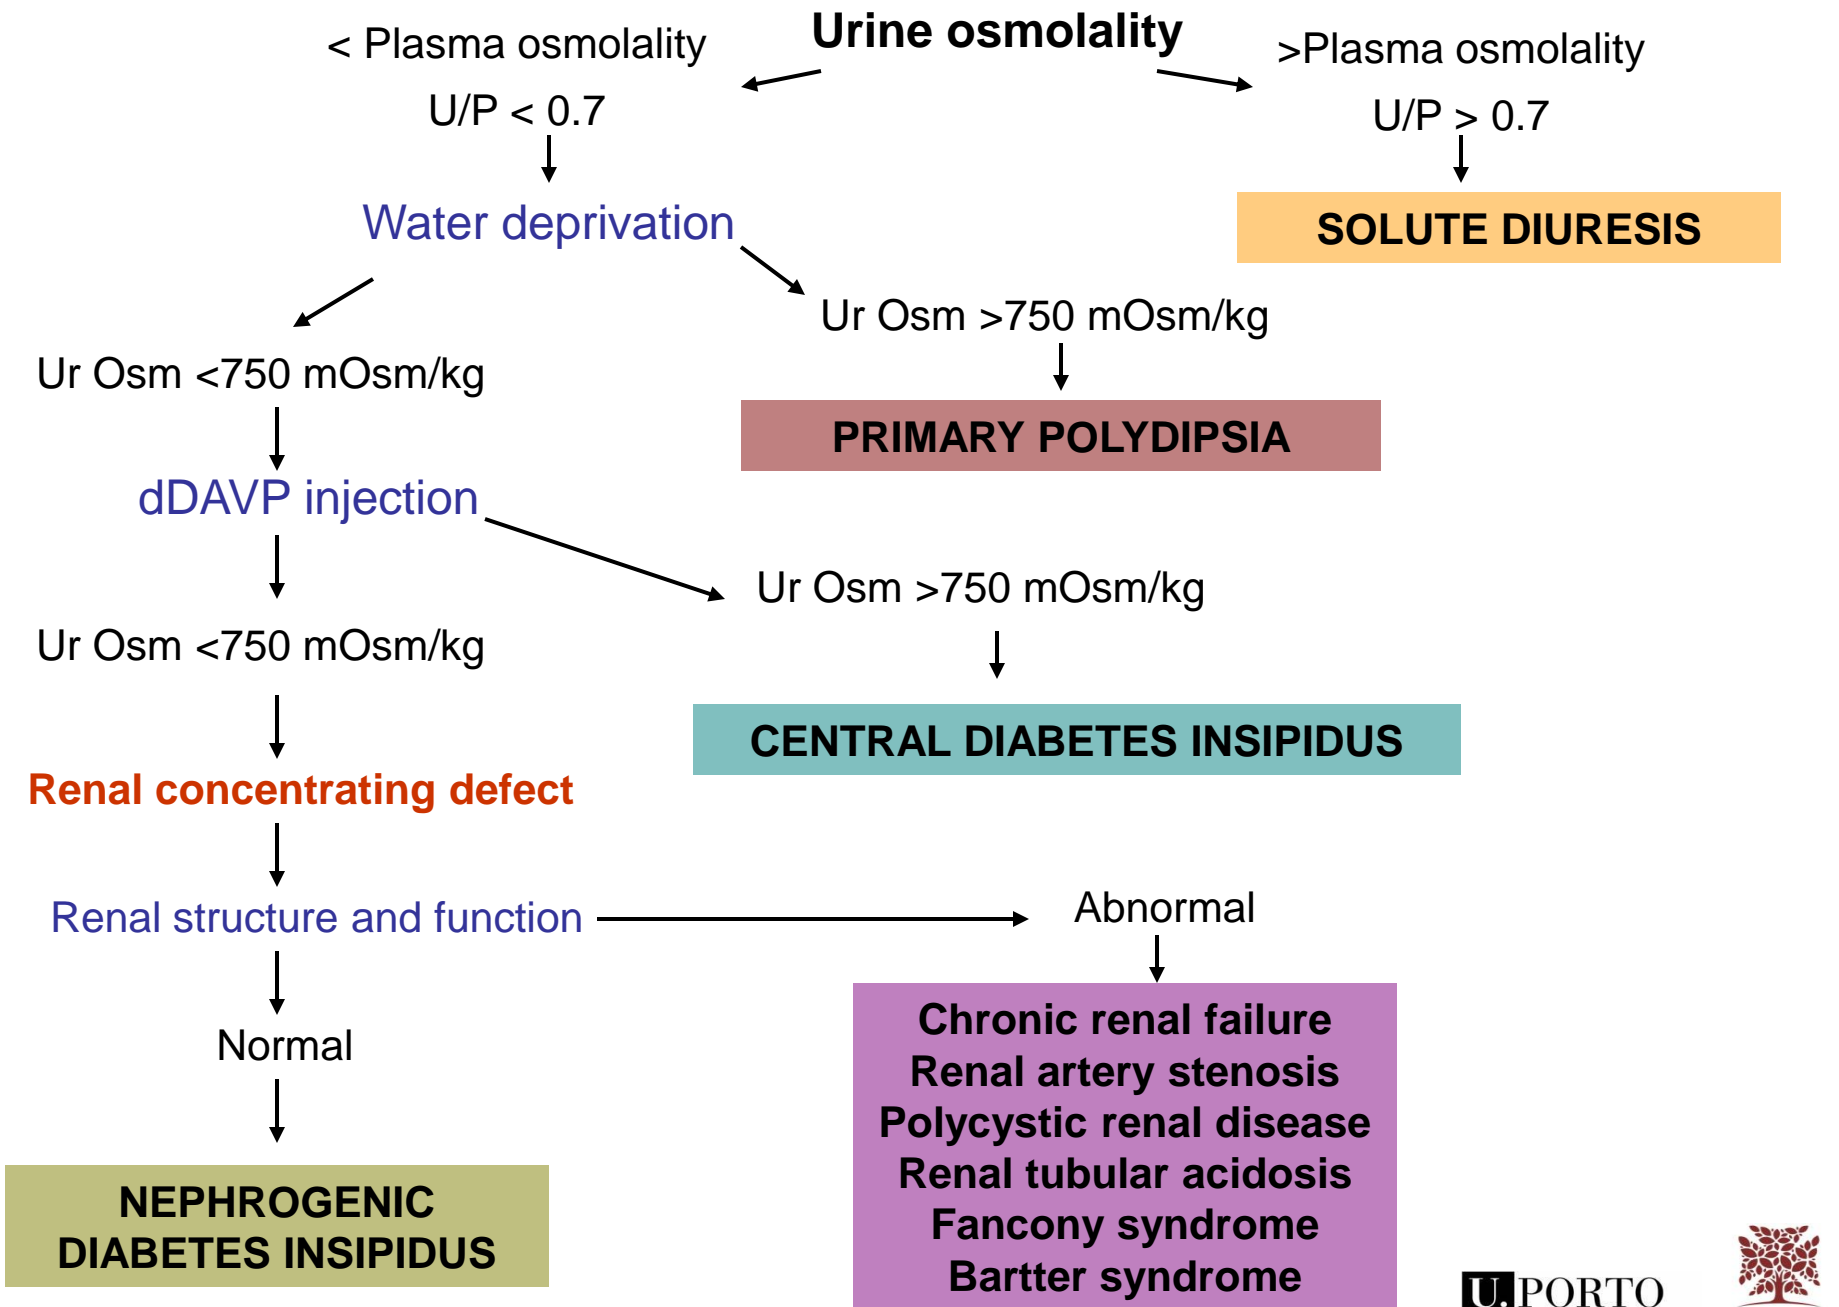 Urine osmolality
< Plasma osmolality
U/P < 0.7
>Plasma osmolality
U/P > 0.7
SOLUTE DIURESIS
Water deprivation
Ur Osm >750 mOsm/kg
PRIMARY POLYDIPSIA
Ur Osm <750 mOsm/kg
dDAVP injection
Ur Osm >750 mOsm/kg
CENTRAL DIABETES INSIPIDUS
Ur Osm <750 mOsm/kg
Renal concentrating defect
Renal structure and function
Abnormal
Chronic renal failure
Renal artery stenosis
Polycystic renal disease
Renal tubular acidosis
Fancony syndrome
Bartter syndrome
Normal
NEPHROGENIC
DIABETES INSIPIDUS
U. PORTO